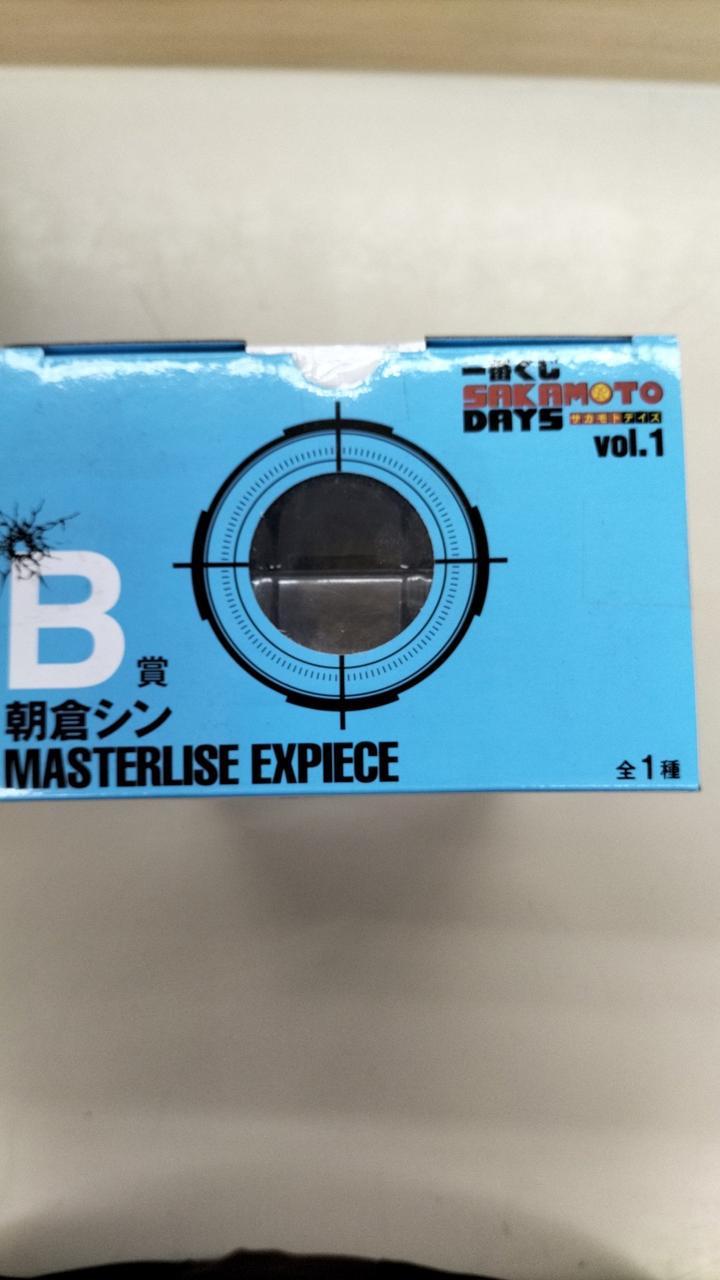 一番くじ
SAKAMOTO
DAYS サカモトデイズ
vol.1
B賞
朝倉シン
MASTERLISE EXPIECE
全1種